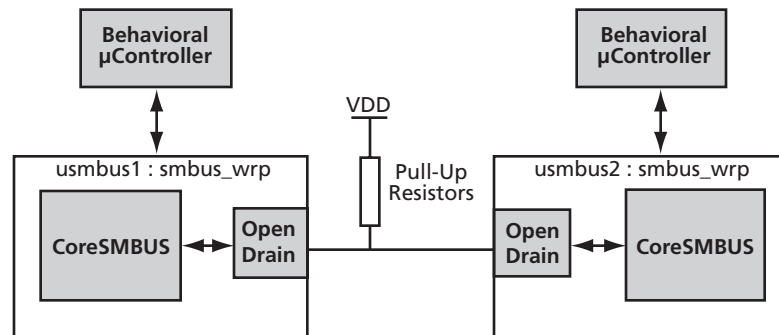 Behavioral
µController
Behavioral
µController
VDD
usmbus1 : smbus_wrp
Pull-Up
Resistors
usmbus2 : smbus_wrp
CoreSMBUS
Open
Drain
Open
Drain
CoreSMBUS